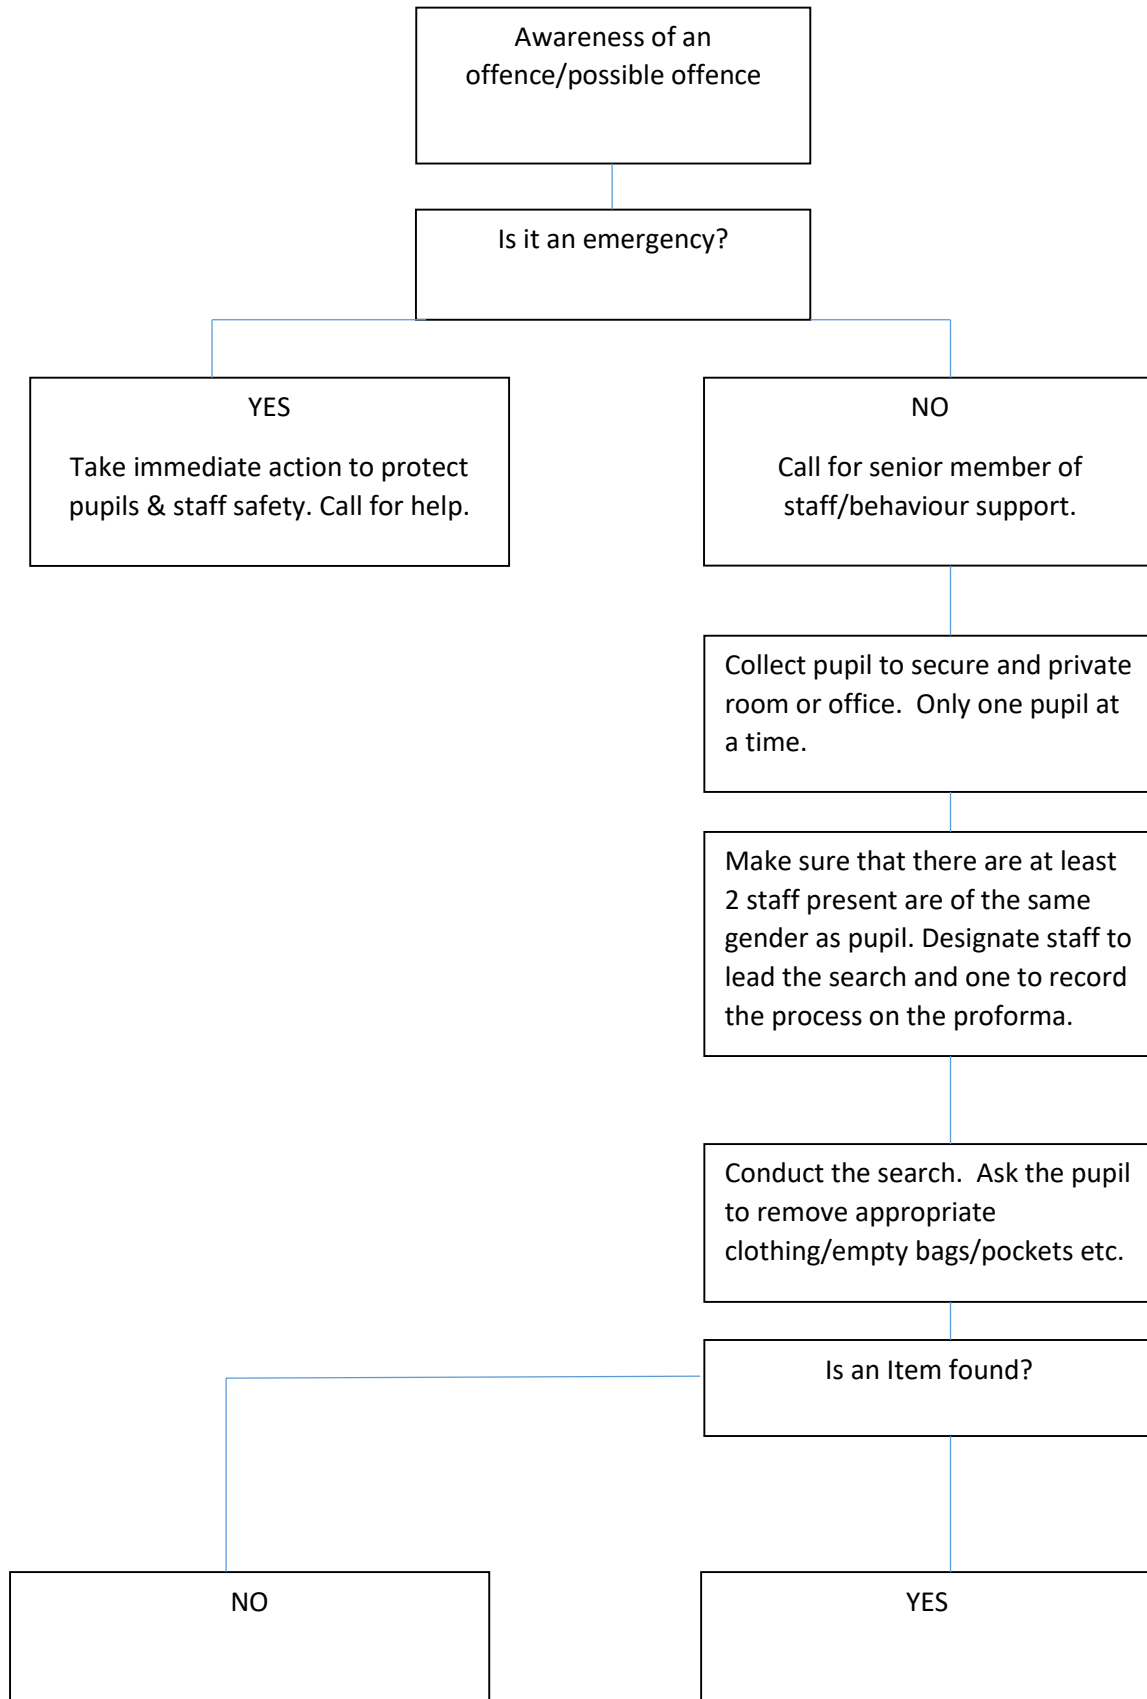 Awareness of an
offence/possible offence
Is it an emergency?
YES
Take immediate action to protect
pupils & staff safety. Call for help.
NO
Call for senior member of
staff/behaviour support.
Collect pupil to secure and private
room or office.  Only one pupil at
a time.
Make sure that there are at least
2 staff present are of the same
gender as pupil. Designate staff to
lead the search and one to record
the process on the proforma.
Conduct the search.  Ask the pupil
to remove appropriate
clothing/empty bags/pockets etc.
Is an Item found?
NO
YES